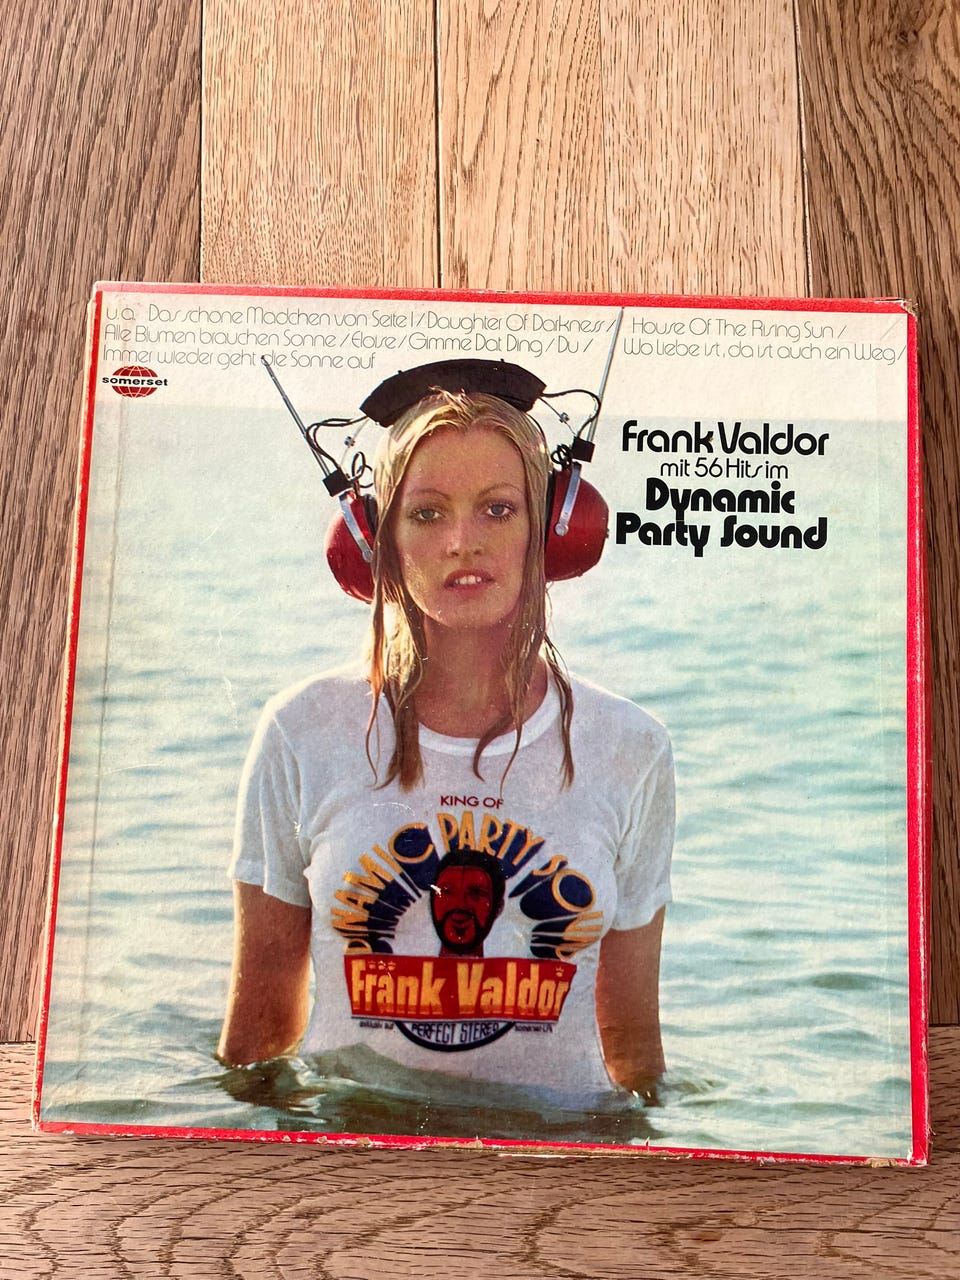 u.a. Das schöne Mädchen von Seite 1 / Daughter Of Darkness / House Of The Rising Sun /
Alle Blumen brauchen Sonne / Eloise / Gimme Dat Ding / Du / Wo Liebe ist, da ist auch ein Weg /
Immer wieder geht die Sonne auf
somerset
Frank Valdor
mit 56 Hits im
Dynamic
Party Sound
KING OF
DYNAMIC PARTY SOUND
Frank Valdor
PERFECT STEREO